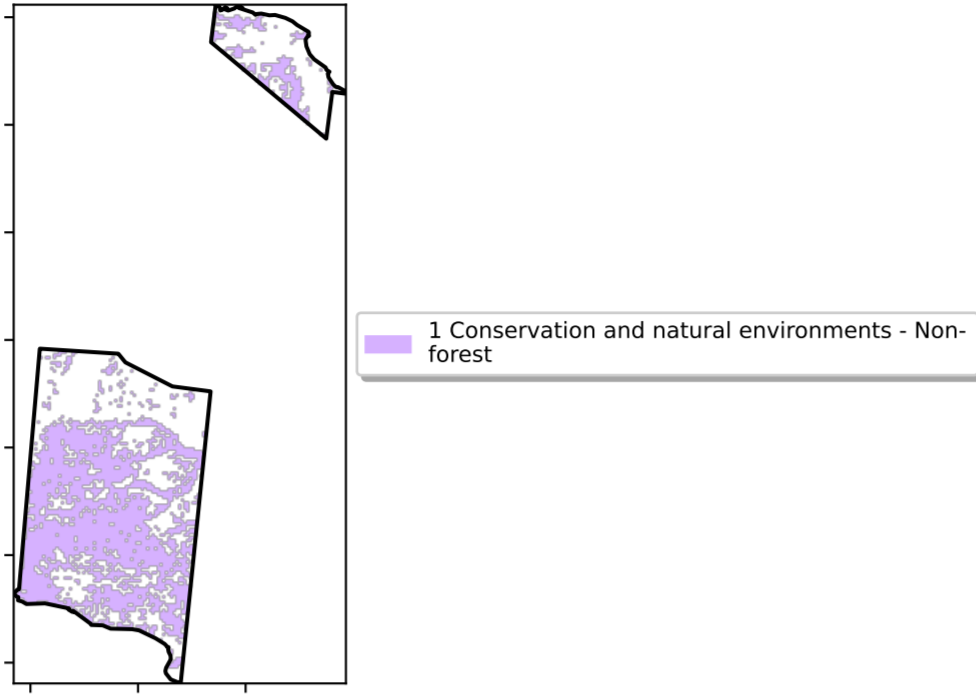 1 Conservation and natural environments - Non-
forest